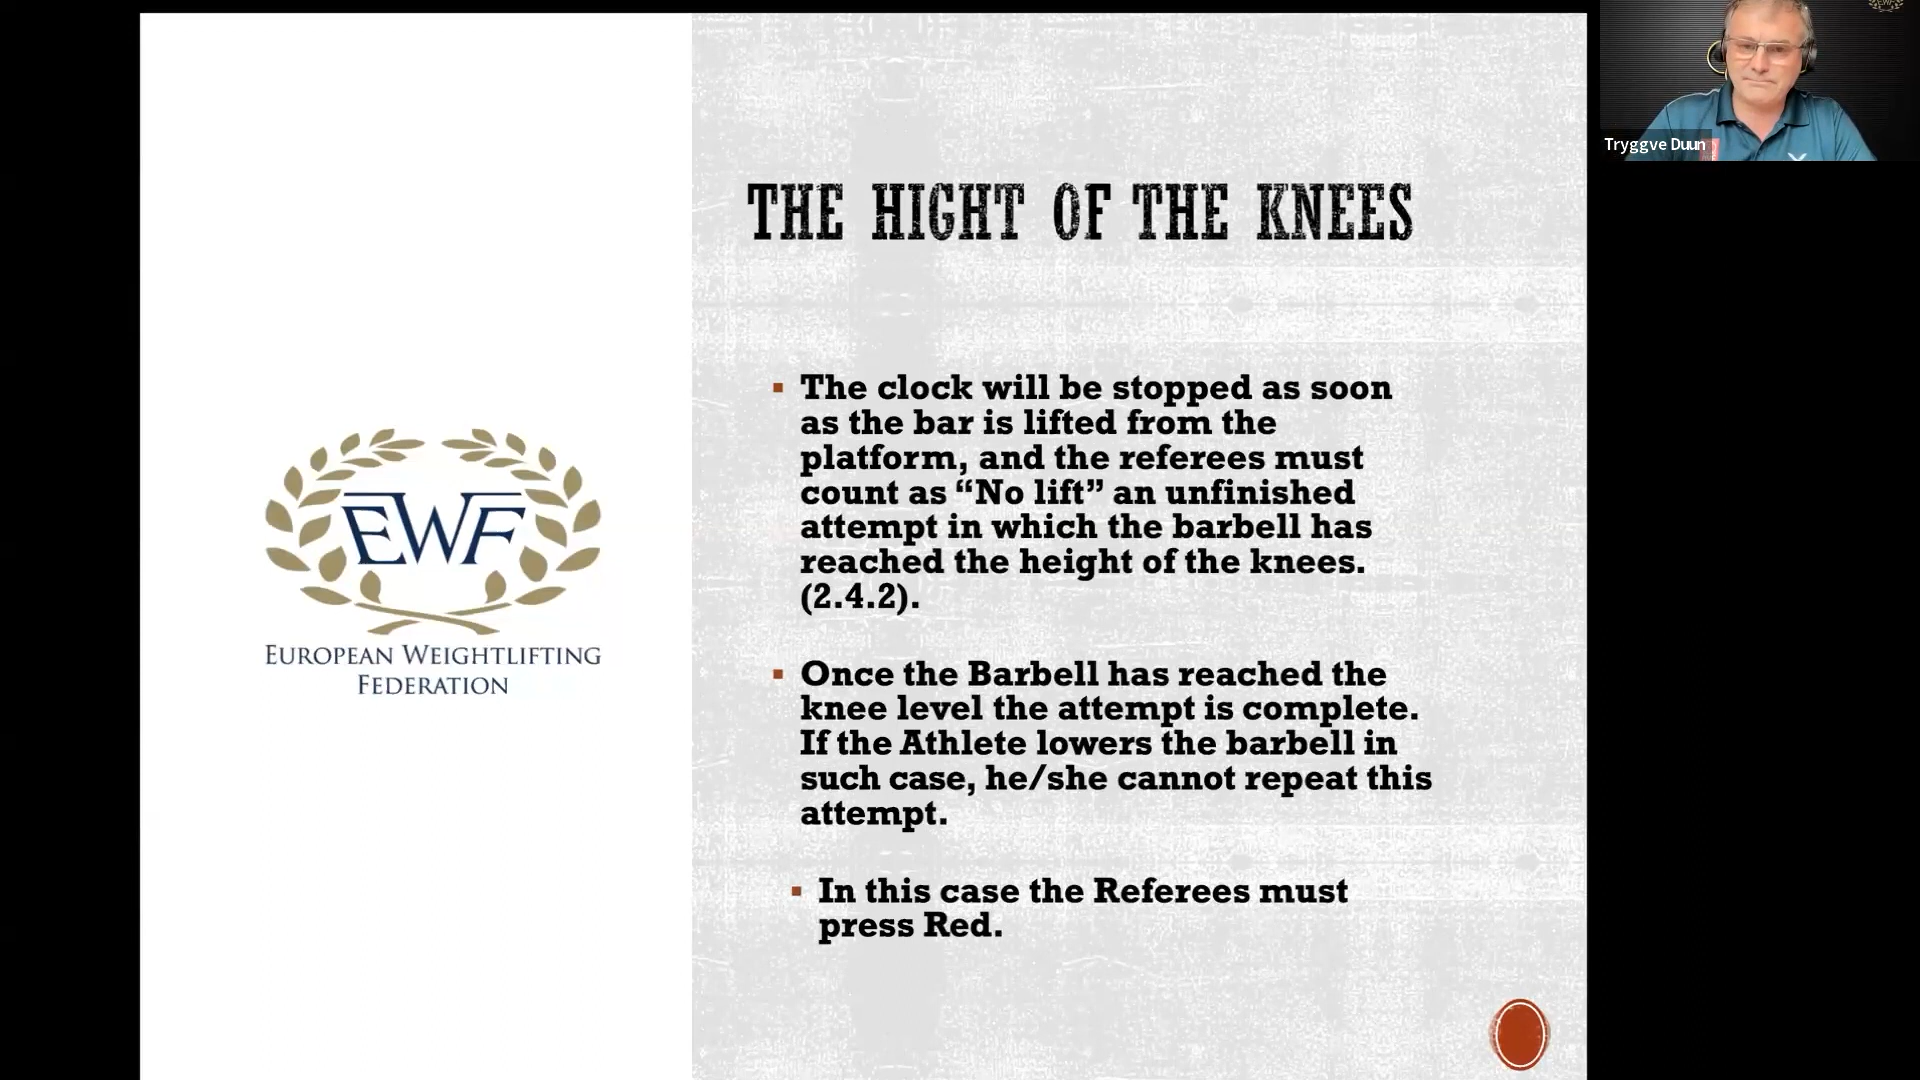 THE HIGHT OF THE KNEES
The clock will be stopped as soon
as the bar is lifted from the
platform, and the referees must
count as “No lift” an unfinished
attempt in which the barbell has
reached the height of the knees.
(2.4.2).
Once the Barbell has reached the
knee level the attempt is complete.
If the Athlete lowers the barbell in
such case, he/she cannot repeat this
attempt.
In this case the Referees must
press Red.
EWF
EUROPEAN WEIGHTLIFTING
FEDERATION
Tryggve Duun
EWF